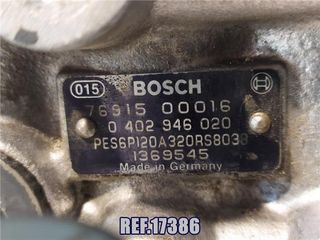 015 BOSCH
76915 00016
0 402 946 020
PES6P120A320RS8038
1369545
Made in Germany
REF.17386